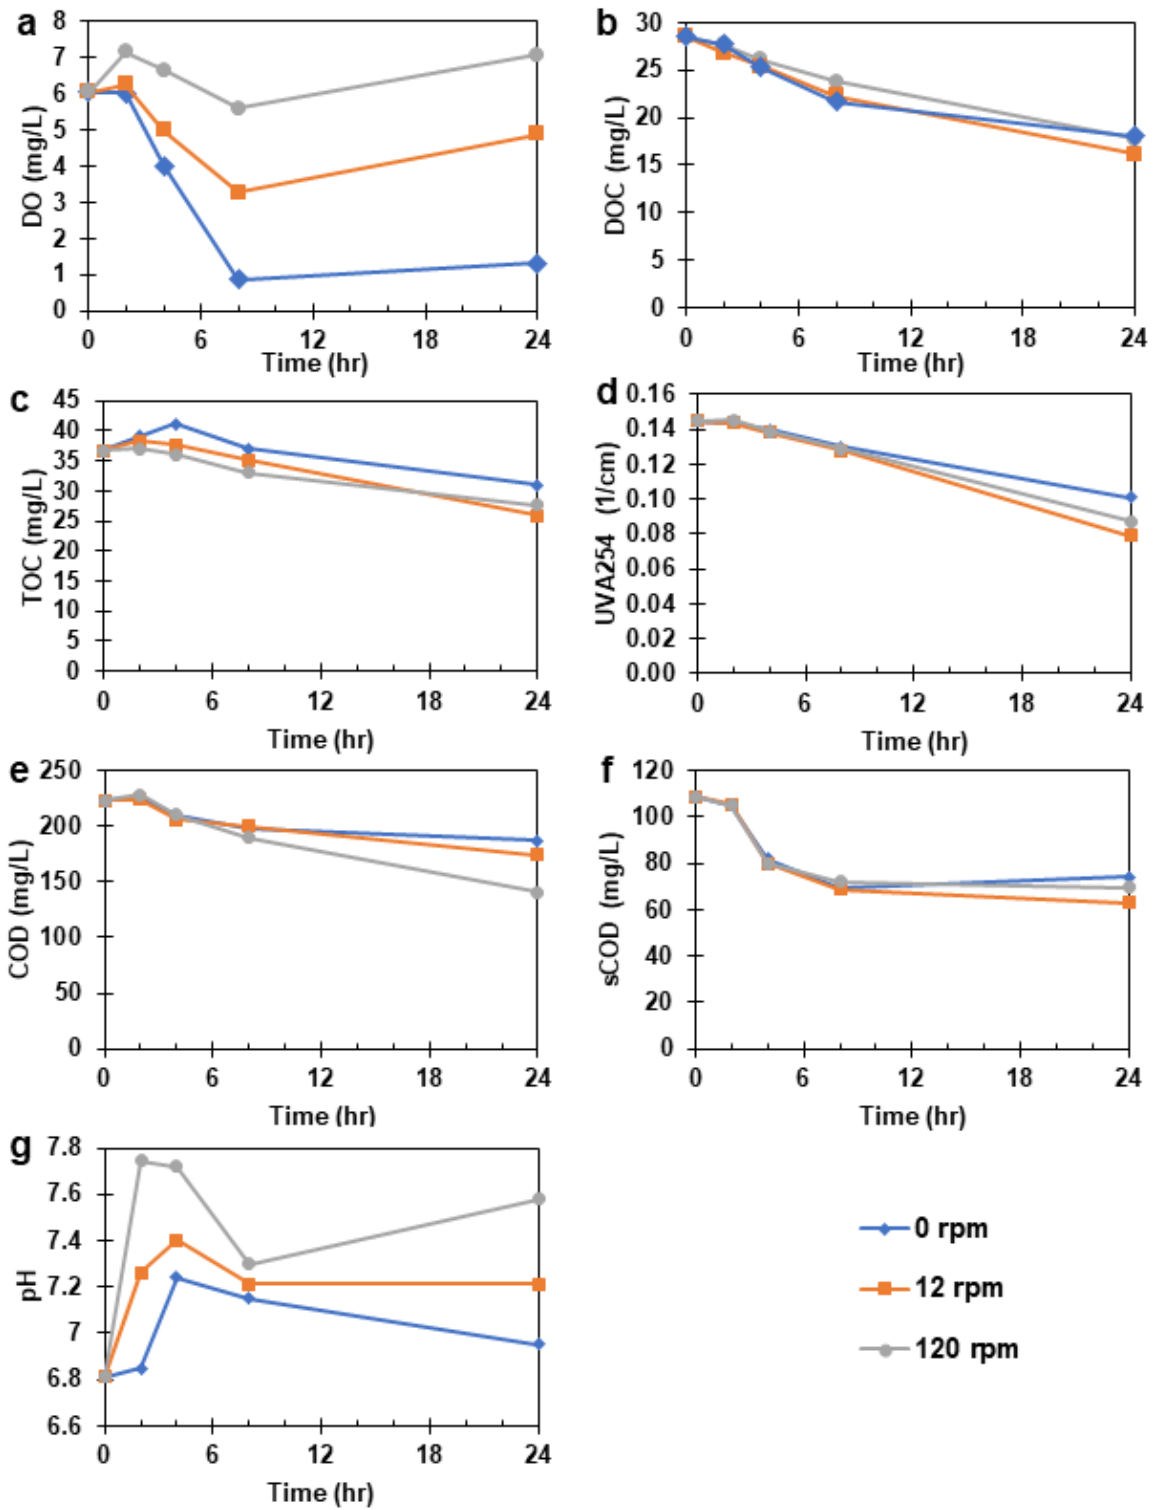 a
8
7
6
5
4
3
2
1
0
DO (mg/L)
0 6 12 18 24
Time (hr)
b
30
25
20
15
10
5
0
DOC (mg/L)
0 6 12 18 24
Time (hr)
c
45
40
35
30
25
20
15
10
5
0
TOC (mg/L)
0 6 12 18 24
Time (hr)
d
0.16
0.14
0.12
0.10
0.08
0.06
0.04
0.02
0.00
UVA254 (1/cm)
0 6 12 18 24
Time (hr)
e
250
200
150
100
50
0
COD (mg/L)
0 6 12 18 24
Time (hr)
f
120
100
80
60
40
20
0
sCOD (mg/L)
0 6 12 18 24
Time (hr)
g
7.8
7.6
7.4
7.2
7
6.8
6.6
pH
0 6 12 18 24
Time (hr)
0 rpm
12 rpm
120 rpm